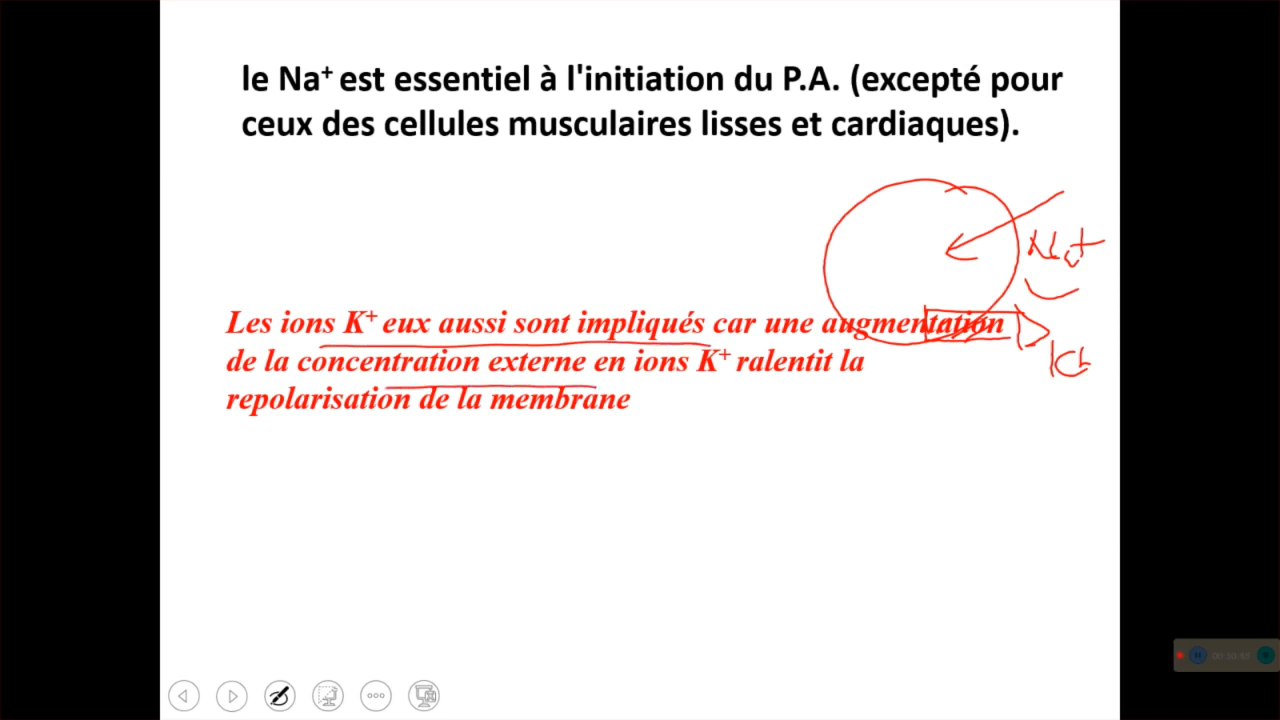 le Na⁺ est essentiel à l'initiation du P.A. (excepté pour
ceux des cellules musculaires lisses et cardiaques).
Na+
Les ions K⁺ eux aussi sont impliqués car une augmentation
K+
de la concentration externe en ions K⁺ ralentit la
repolarisation de la membrane